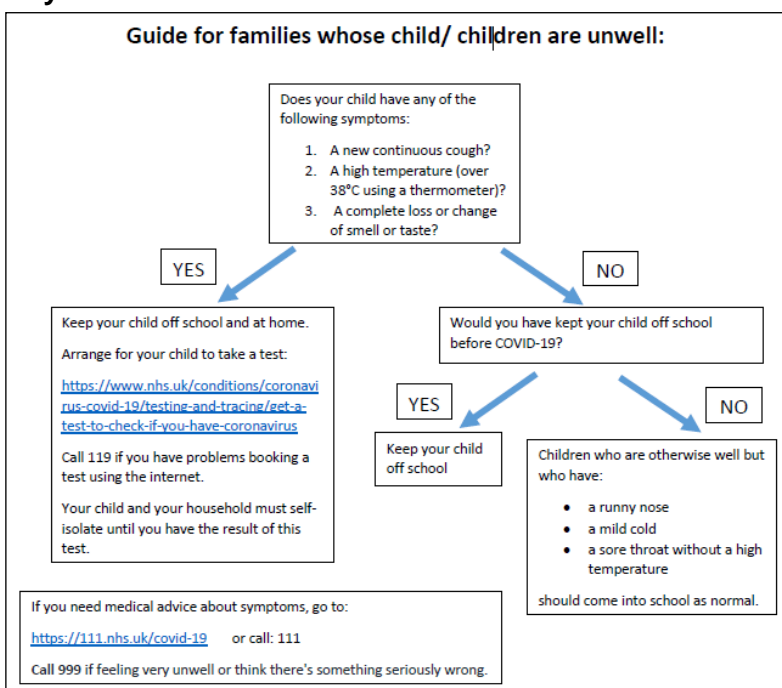 Guide for families whose child/ children are unwell:
Does your child have any of the
following symptoms:
1. A new continuous cough?
2. A high temperature (over
38°C using a thermometer)?
3. A complete loss or change
of smell or taste?
YES
NO
Keep your child off school and at home.
Arrange for your child to take a test:
https://www.nhs.uk/conditions/coronavi
rus-covid-19/testing-and-tracing/get-a-
test-to-check-if-you-have-coronavirus
Call 119 if you have problems booking a
test using the internet.
Your child and your household must self-
isolate until you have the result of this
test.
Would you have kept your child off school
before COVID-19?
YES
NO
Keep your child
off school
Children who are otherwise well but
who have:
• a runny nose
• a mild cold
• a sore throat without a high
temperature
should come into school as normal.
If you need medical advice about symptoms, go to:
https://111.nhs.uk/covid-19 or call: 111
Call 999 if feeling very unwell or think there's something seriously wrong.